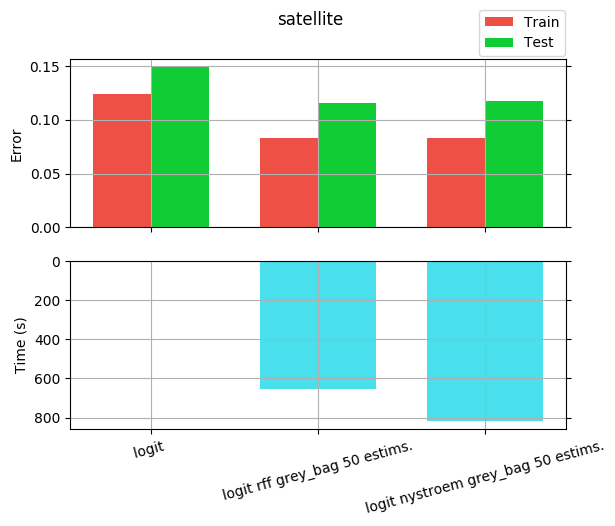 satellite
Train
Test
0.15
0.10
0.05
0.00
Error
0
200
400
600
800
Time (s)
logit
logit rff grey_bag 50 estims.
logit nystroem grey_bag 50 estims.